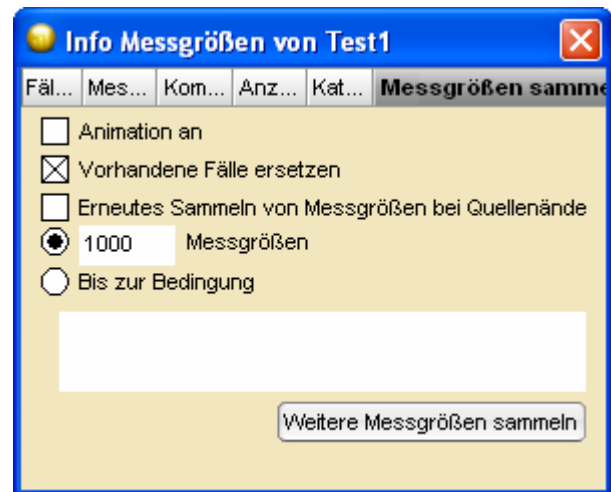 Info Messgrößen von Test1
Fäl... Mes... Kom... Anz... Kat... Messgrößen samme
Animation an
Vorhandene Fälle ersetzen
Erneutes Sammeln von Messgrößen bei Quellenände
1000 Messgrößen
Bis zur Bedingung
Weitere Messgrößen sammeln